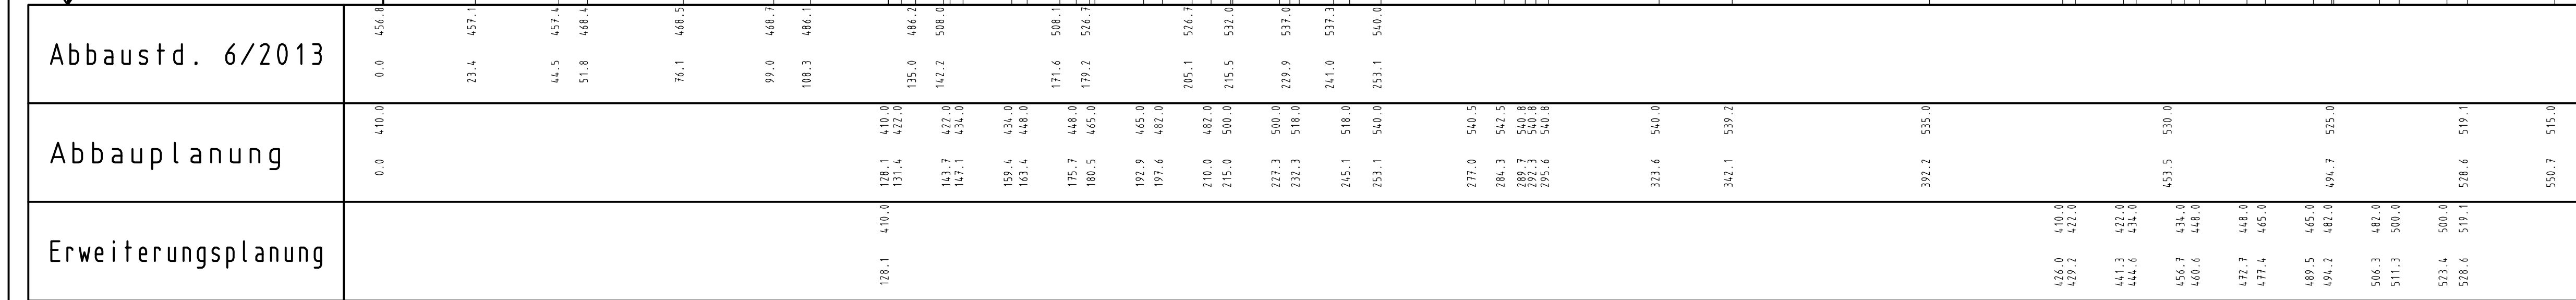 Abbaustd. 6/2013
456.8 457.1 457.4 468.4 468.5 468.7 486.1 486.2 508.0 508.1 526.7 526.7 532.0 537.0 537.3 540.0
0.0 23.4 44.5 51.8 76.1 99.0 108.3 135.0 142.2 171.6 179.2 205.1 215.5 229.9 241.0 253.1
Abbauplanung
410.0 410.0 422.0 422.0 434.0 434.0 448.0 448.0 465.0 465.0 482.0 482.0 500.0 500.0 518.0 518.0 540.0 540.5 542.5 540.8 540.8 540.8 540.0 539.2 535.0 530.0 525.0 519.1 515.0
0.0 128.1 131.4 143.7 147.1 159.4 163.4 175.7 180.5 192.9 197.6 210.0 215.0 227.3 232.3 245.1 253.1 277.0 284.3 289.7 292.3 295.6 323.6 342.1 392.2 453.5 494.7 528.6 550.7
Erweiterungsplanung
410.0 410.0 422.0 422.0 434.0 434.0 448.0 448.0 465.0 465.0 482.0 482.0 500.0 500.0 519.1
128.1 426.0 429.2 441.3 444.6 456.7 460.6 472.7 477.4 489.5 494.2 506.3 511.3 523.4 528.6